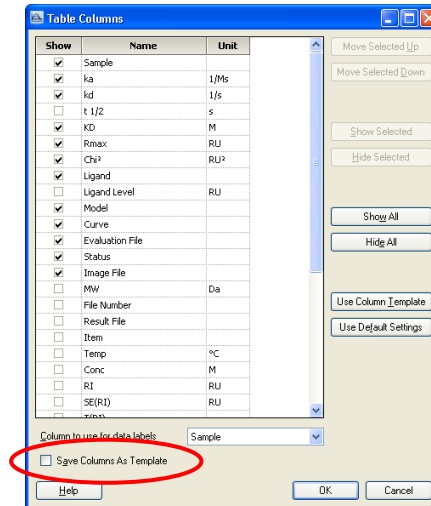 Table Columns
Show Name Unit
Sample
ka 1/Ms
kd 1/s
t 1/2 s
KD M
Rmax RU
Chi² RU²
Ligand
Ligand Level RU
Model
Curve
Evaluation File
Status
Image File
MW Da
File Number
Result File
Item
Temp °C
Conc M
RI RU
SE(RI) RU
T(RI)
Move Selected Up
Move Selected Down
Show Selected
Hide Selected
Show All
Hide All
Use Column Template
Use Default Settings
Column to use for data labels Sample
Save Columns As Template
Help OK Cancel